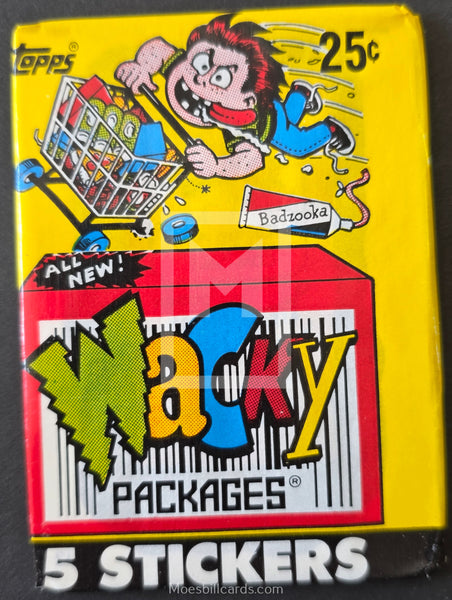 Topps®
25¢
Badzooka
ALL
NEW!
WACKY
PACKAGES®
5 STICKERS
Moesbillcards.com